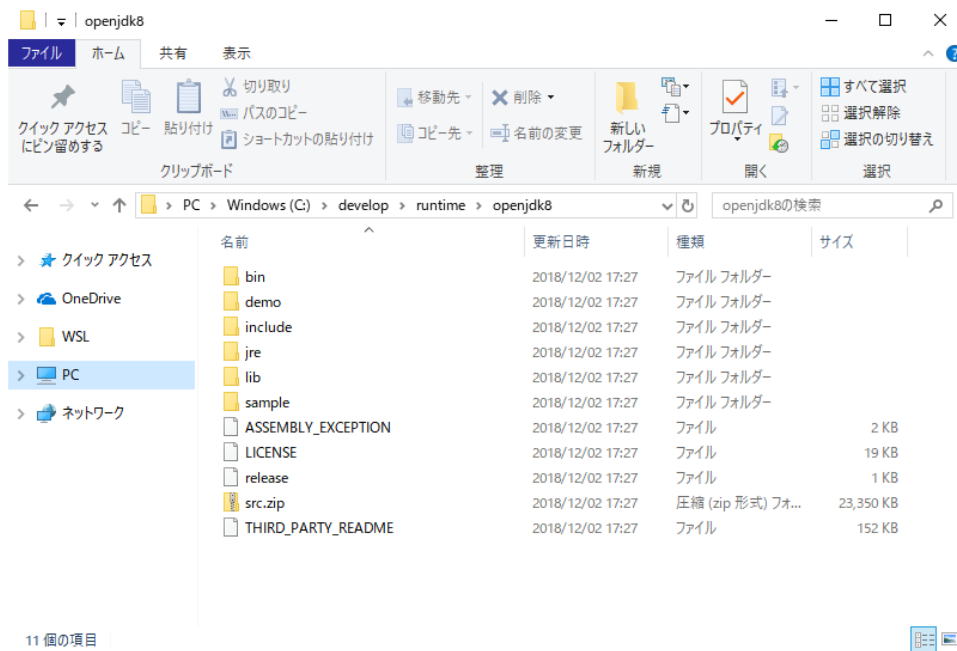 openjdk8
ファイル ホーム 共有 表示
クイック アクセスにピン留めする
コピー
貼り付け
切り取り
パスのコピー
ショートカットの貼り付け
クリップボード
移動先
コピー先
削除
名前の変更
整理
新しいフォルダー
新規
プロパティ
開く
すべて選択
選択解除
選択の切り替え
選択
PC > Windows (C:) > develop > runtime > openjdk8
openjdk8の検索
クイック アクセス
OneDrive
WSL
PC
ネットワーク
名前 更新日時 種類 サイズ
bin 2018/12/02 17:27 ファイル フォルダー
demo 2018/12/02 17:27 ファイル フォルダー
include 2018/12/02 17:27 ファイル フォルダー
jre 2018/12/02 17:27 ファイル フォルダー
lib 2018/12/02 17:27 ファイル フォルダー
sample 2018/12/02 17:27 ファイル フォルダー
ASSEMBLY_EXCEPTION 2018/12/02 17:27 ファイル 2 KB
LICENSE 2018/12/02 17:27 ファイル 19 KB
release 2018/12/02 17:27 ファイル 1 KB
src.zip 2018/12/02 17:27 圧縮 (zip 形式) フォ... 23,350 KB
THIRD_PARTY_README 2018/12/02 17:27 ファイル 152 KB
11 個の項目